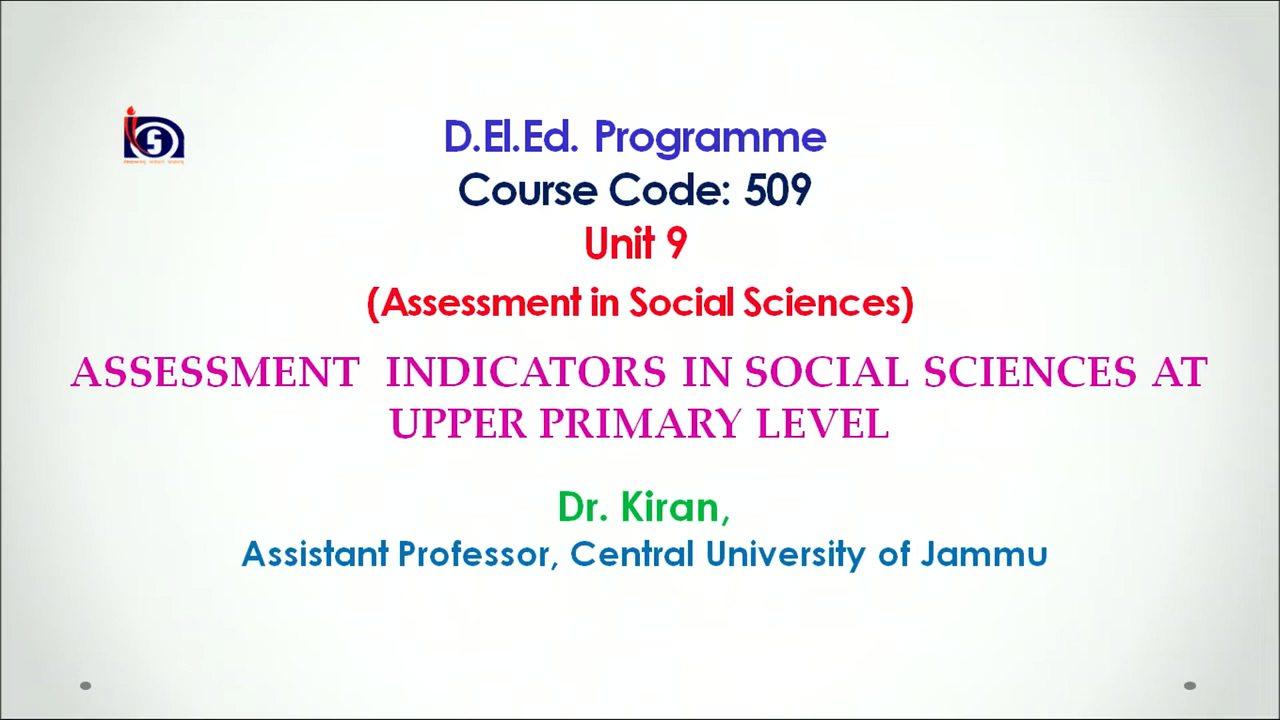 D.El.Ed. Programme
Course Code: 509
Unit 9
(Assessment in Social Sciences)
ASSESSMENT INDICATORS IN SOCIAL SCIENCES AT
UPPER PRIMARY LEVEL
Dr. Kiran,
Assistant Professor, Central University of Jammu